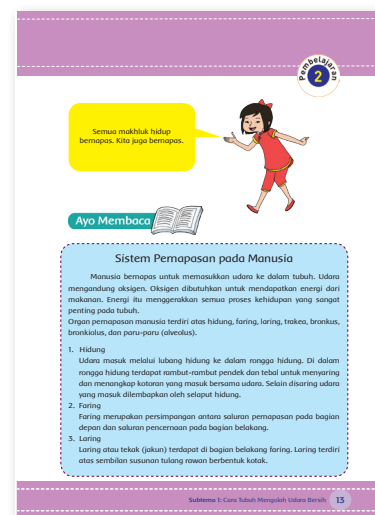 Pembelajaran
2
Semua makhluk hidup
bernapas. Kita juga bernapas.
Ayo Membaca
Sistem Pernapasan pada Manusia
Manusia bernapas untuk memasukkan udara ke dalam tubuh. Udara
mengandung oksigen. Oksigen dibutuhkan untuk mendapatkan energi dari
makanan. Energi itu menggerakkan semua proses kehidupan yang sangat
penting pada tubuh.
Organ pernapasan manusia terdiri atas hidung, faring, laring, trakea, bronkus,
bronkiolus, dan paru-paru (alveolus).
1. Hidung
Udara masuk melalui lubang hidung ke dalam rongga hidung. Di dalam
rongga hidung terdapat rambut-rambut pendek dan tebal untuk menyaring
dan menangkap kotoran yang masuk bersama udara. Selain disaring udara
yang masuk dilembapkan oleh selaput hidung.
2. Faring
Faring merupakan persimpangan antara saluran pernapasan pada bagian
depan dan saluran pencernaan pada bagian belakang.
3. Laring
Laring atau tekak (jakun) terdapat di bagian belakang faring. Laring terdiri
atas sembilan susunan tulang rawan berbentuk kotak.
Subtema 1: Cara Tubuh Mengolah Udara Bersih 13